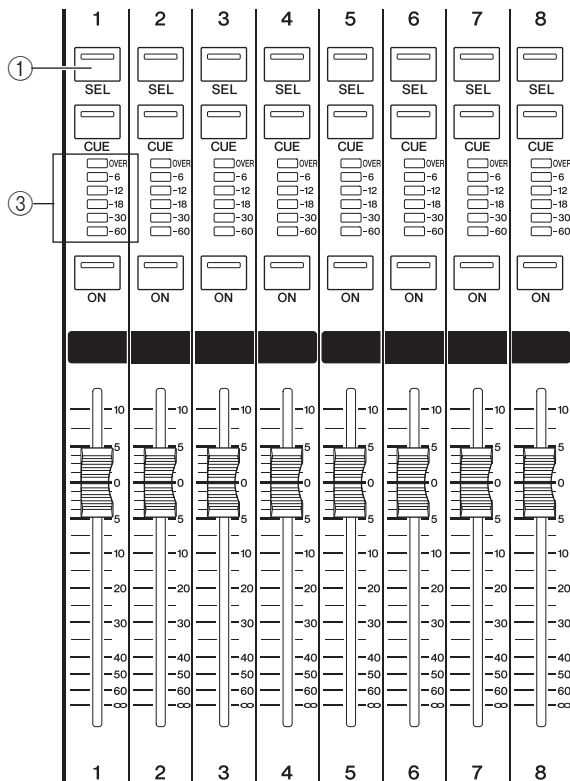 1 2 3 4 5 6 7 8
①
SEL SEL SEL SEL SEL SEL SEL SEL
CUE CUE CUE CUE CUE CUE CUE CUE
OVER OVER OVER OVER OVER OVER OVER OVER
-6 -6 -6 -6 -6 -6 -6 -6
-12 -12 -12 -12 -12 -12 -12 -12
③
-18 -18 -18 -18 -18 -18 -18 -18
-30 -30 -30 -30 -30 -30 -30 -30
-60 -60 -60 -60 -60 -60 -60 -60
ON ON ON ON ON ON ON ON
10 10 10 10 10 10 10 10
5 5 5 5 5 5 5 5
0 0 0 0 0 0 0 0
5 5 5 5 5 5 5 5
10 10 10 10 10 10 10 10
20 20 20 20 20 20 20 20
30 30 30 30 30 30 30 30
40 40 40 40 40 40 40 40
50 50 50 50 50 50 50 50
60 60 60 60 60 60 60 60
∞ ∞ ∞ ∞ ∞ ∞ ∞ ∞
1 2 3 4 5 6 7 8